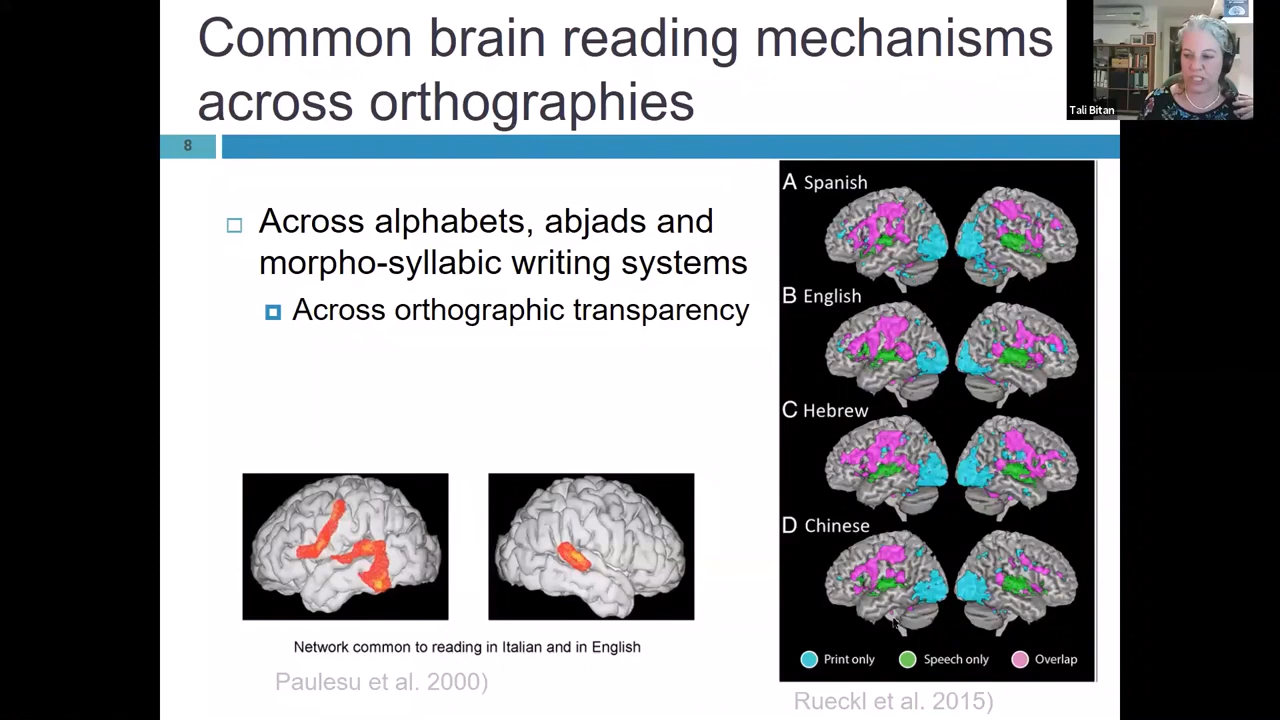 Common brain reading mechanisms
across orthographies
Tali Bitan
8
Across alphabets, abjads and
morpho-syllabic writing systems
Across orthographic transparency
A Spanish
B English
C Hebrew
D Chinese
Print only
Speech only
Overlap
Network common to reading in Italian and in English
Paulesu et al. 2000)
Rueckl et al. 2015)